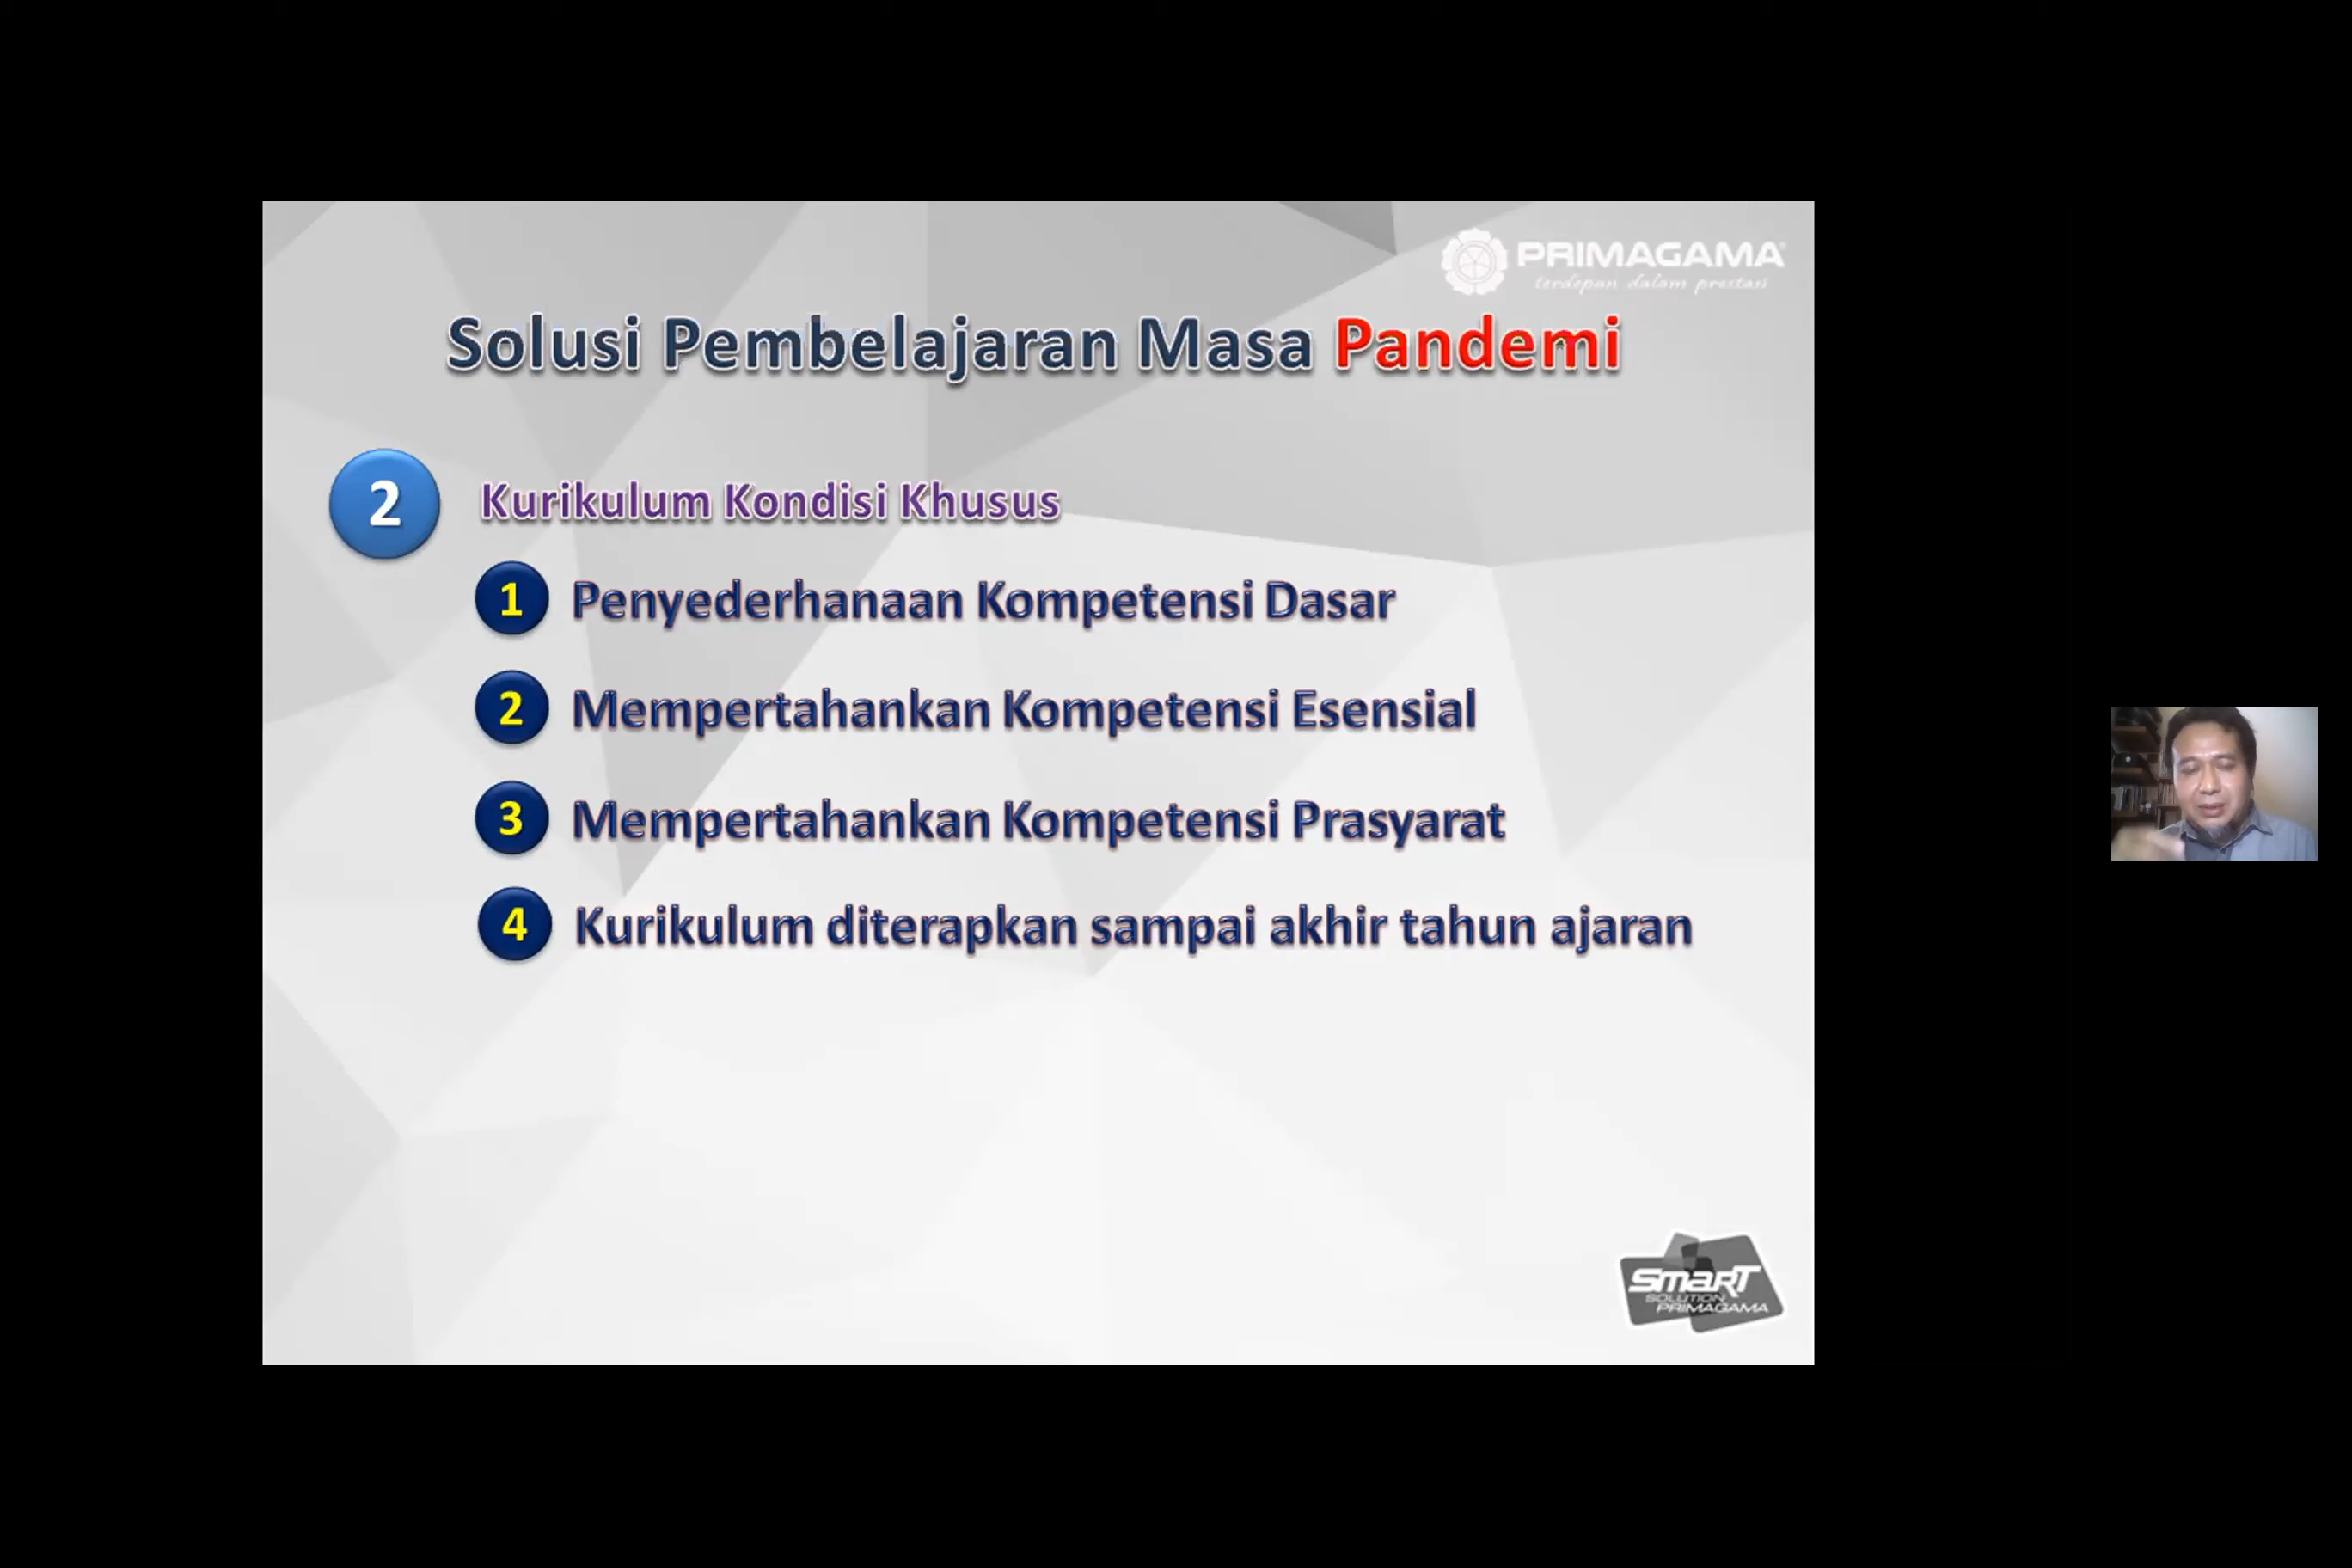 PRIMAGAMA
terdepan dalam prestasi
Solusi Pembelajaran Masa Pandemi
2 Kurikulum Kondisi Khusus
1 Penyederhanaan Kompetensi Dasar
2 Mempertahankan Kompetensi Esensial
3 Mempertahankan Kompetensi Prasyarat
4 Kurikulum diterapkan sampai akhir tahun ajaran
SmarT
SOLUTION
PRIMAGAMA